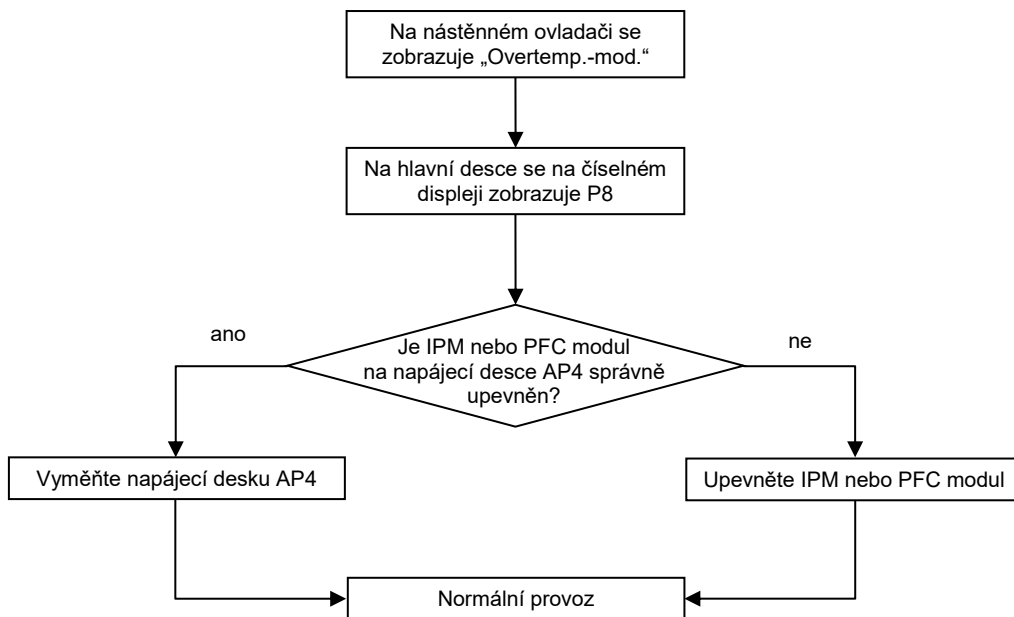 Na nástěnném ovladači se
zobrazuje „Overtemp.-mod.“
Na hlavní desce se na číselném
displeji zobrazuje P8
ano
ne
Je IPM nebo PFC modul
na napájecí desce AP4 správně
upevněn?
Vyměňte napájecí desku AP4
Upevněte IPM nebo PFC modul
Normální provoz